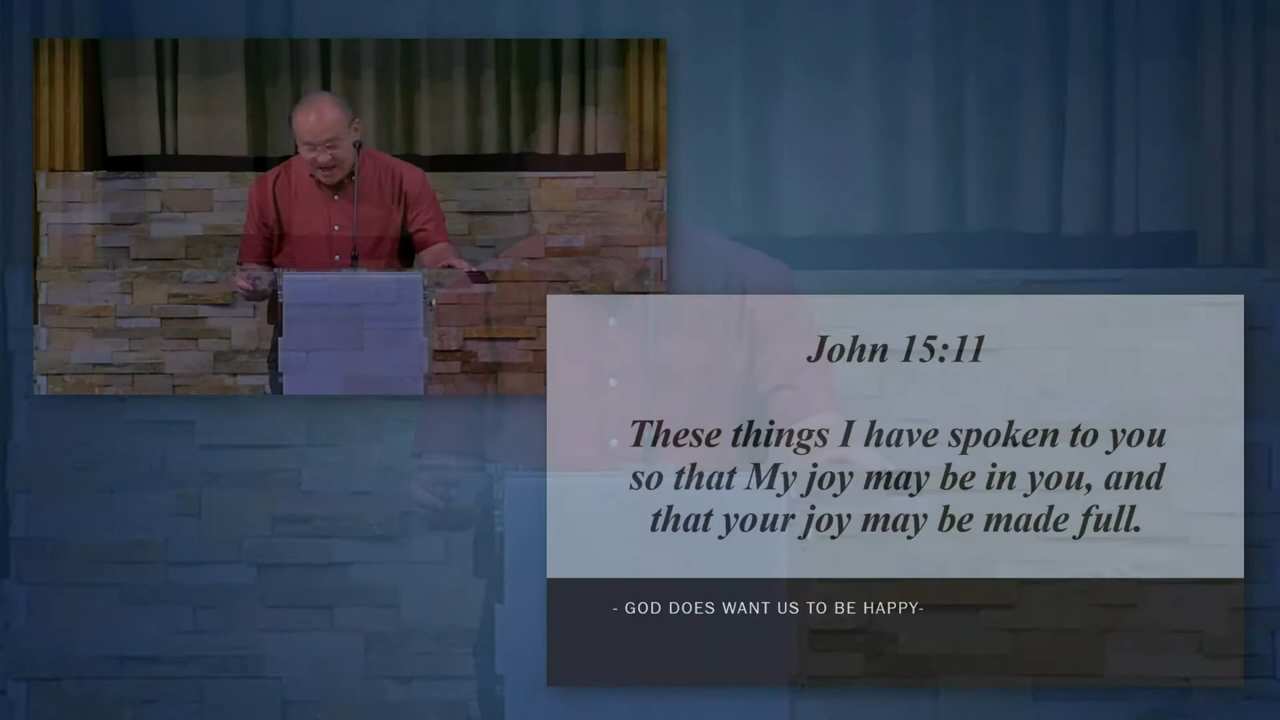 John 15:11
These things I have spoken to you
so that My joy may be in you, and
that your joy may be made full.
- GOD DOES WANT US TO BE HAPPY-